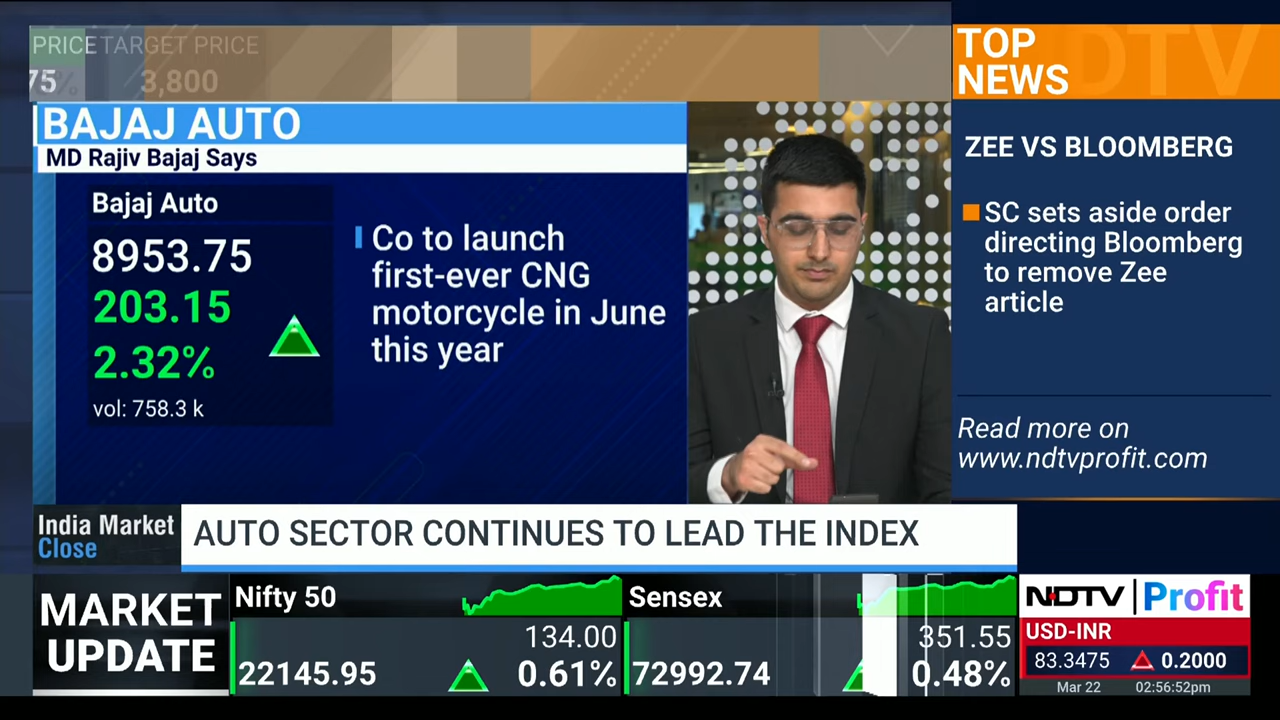 PRICE TARGET PRICE
75 3,800
BAJAJ AUTO
MD Rajiv Bajaj Says
Bajaj Auto
8953.75
203.15
2.32%
vol: 758.3 k
Co to launch
first-ever CNG
motorcycle in June
this year
TOP
NEWS
NDTV
ZEE VS BLOOMBERG
SC sets aside order
directing Bloomberg
to remove Zee
article
Read more on
www.ndtvprofit.com
India Market
Close
AUTO SECTOR CONTINUES TO LEAD THE INDEX
MARKET
UPDATE
Nifty 50
134.00
22145.95 0.61%
Sensex
351.55
72992.74 0.48%
NDTV Profit
USD-INR
83.3475 0.2000
Mar 22 02:56:52pm